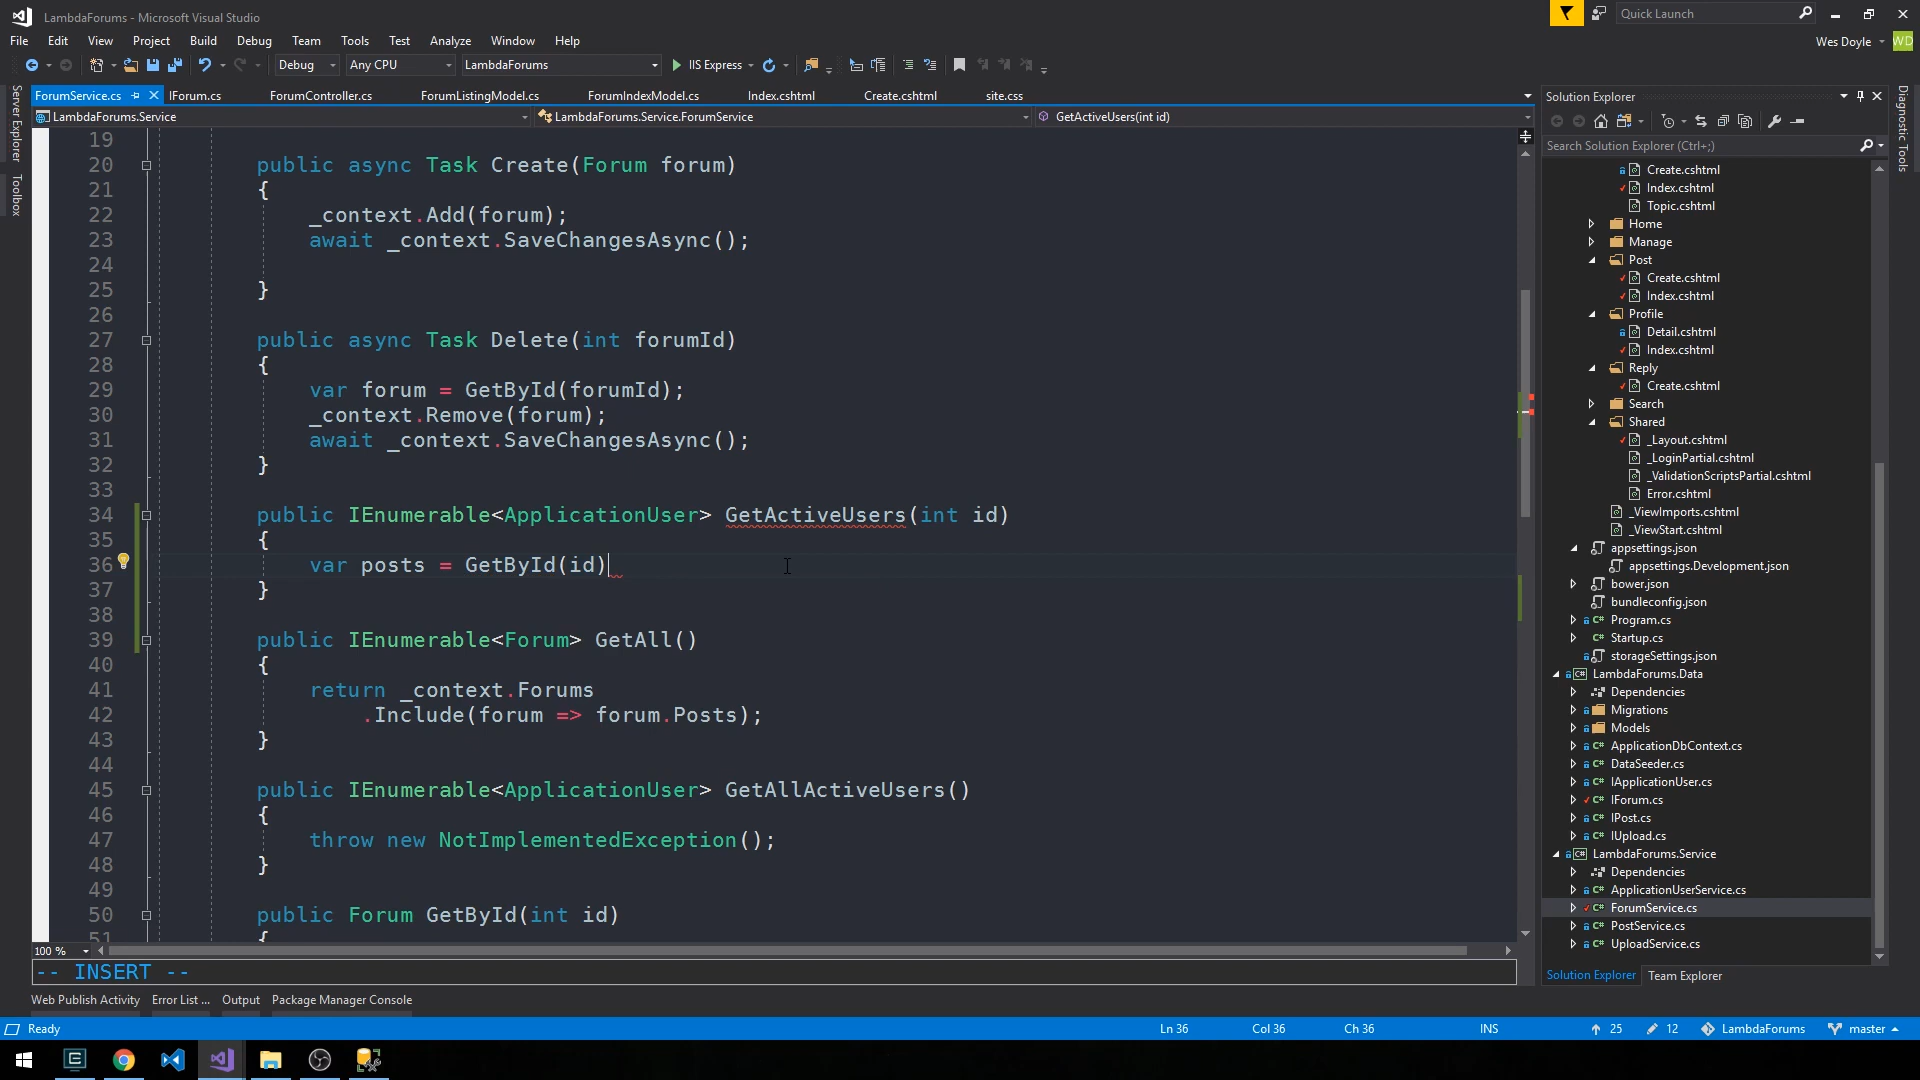 LambdaForums - Microsoft Visual Studio
Quick Launch
File Edit View Project Build Debug Team Tools Test Analyze Window Help
Wes Doyle WD
Debug Any CPU LambdaForums IIS Express
ForumService.cs IForum.cs ForumController.cs ForumListingModel.cs ForumIndexModel.cs Index.cshtml Create.cshtml site.css
LambdaForums.Service LambdaForums.Service.ForumService GetActiveUsers(int id)
Server Explorer
Toolbox
19
20 public async Task Create(Forum forum)
21 {
22 _context.Add(forum);
23 await _context.SaveChangesAsync();
24
25 }
26
27 public async Task Delete(int forumId)
28 {
29 var forum = GetById(forumId);
30 _context.Remove(forum);
31 await _context.SaveChangesAsync();
32 }
33
34 public IEnumerable<ApplicationUser> GetActiveUsers(int id)
35 {
36 var posts = GetById(id)
37 }
38
39 public IEnumerable<Forum> GetAll()
40 {
41 return _context.Forums
42 .Include(forum => forum.Posts);
43 }
44
45 public IEnumerable<ApplicationUser> GetAllActiveUsers()
46 {
47 throw new NotImplementedException();
48 }
49
50 public Forum GetById(int id)
51 {
100 %
-- INSERT --
Web Publish Activity Error List ... Output Package Manager Console
Solution Explorer
Search Solution Explorer (Ctrl+;)
Create.cshtml
Index.cshtml
Topic.cshtml
Home
Manage
Post
Create.cshtml
Index.cshtml
Profile
Detail.cshtml
Index.cshtml
Reply
Create.cshtml
Search
Shared
_Layout.cshtml
_LoginPartial.cshtml
_ValidationScriptsPartial.cshtml
Error.cshtml
_ViewImports.cshtml
_ViewStart.cshtml
appsettings.json
appsettings.Development.json
bower.json
bundleconfig.json
Program.cs
Startup.cs
storageSettings.json
LambdaForums.Data
Dependencies
Migrations
Models
ApplicationDbContext.cs
DataSeeder.cs
IApplicationUser.cs
IForum.cs
IPost.cs
IUpload.cs
LambdaForums.Service
Dependencies
ApplicationUserService.cs
ForumService.cs
PostService.cs
UploadService.cs
Solution Explorer Team Explorer
Diagnostic Tools
Ready Ln 36 Col 36 Ch 36 INS 25 12 LambdaForums master